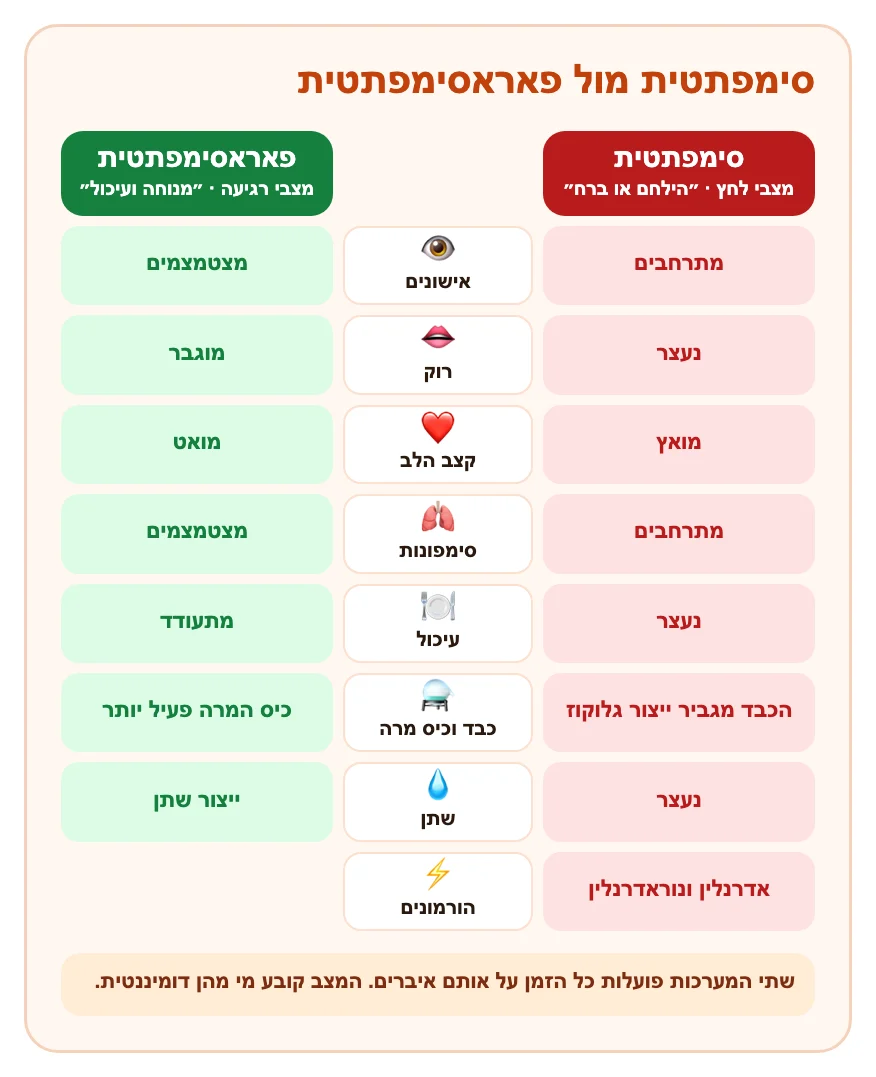 סימפתטית מול פאראסימפתטית
סימפתטית
מצבי לחץ · ״הילחם או ברח״
פאראסימפתטית
מצבי רגיעה · ״מנוחה ועיכול״
מתרחבים
אישונים
מצטמצמים
נעצר
רוק
מוגבר
מואץ
קצב הלב
מואט
מתרחבים
סימפונות
מצטמצמים
נעצר
עיכול
מתעודד
הכבד מגביר ייצור גלוקוז
כבד וכיס מרה
כיס המרה פעיל יותר
נעצר
שתן
ייצור שתן
אדרנלין ונוראדרנלין
הורמונים
שתי המערכות פועלות כל הזמן על אותם איברים. המצב קובע מי מהן דומיננטית.